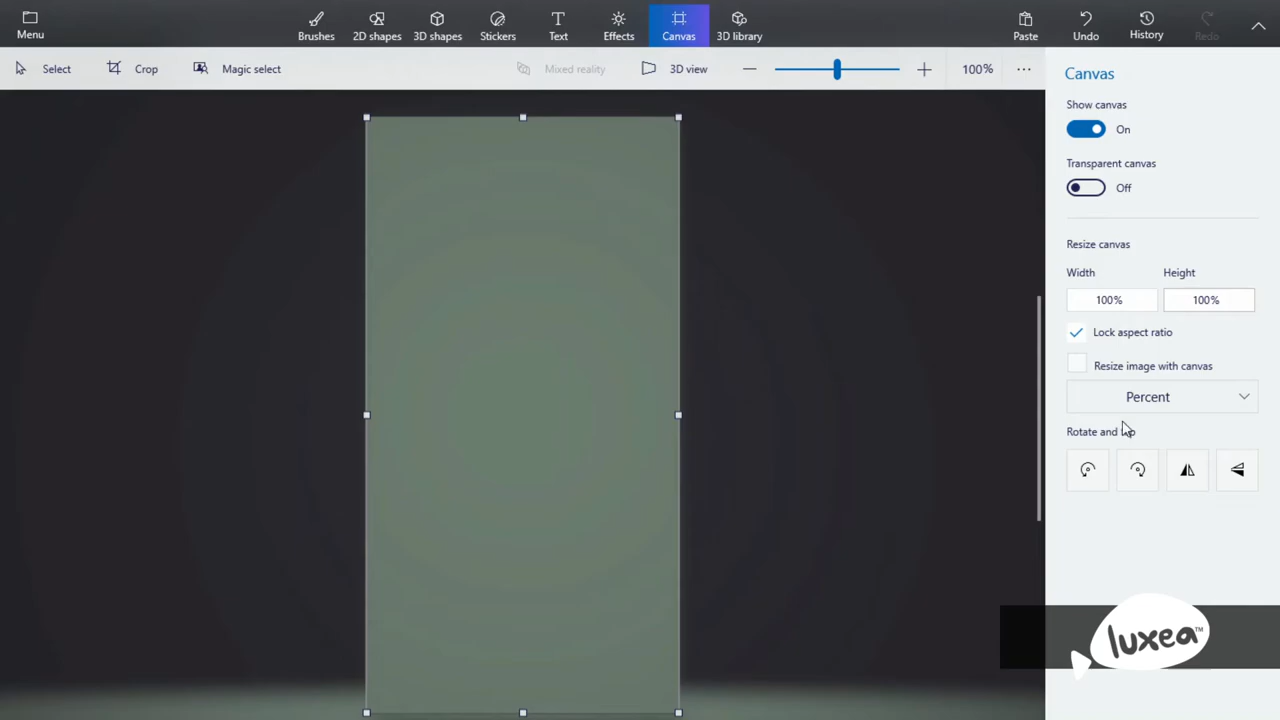 Menu
Brushes
2D shapes
3D shapes
Stickers
Text
Effects
Canvas
3D library
Paste
Undo
History
Redo
Select
Crop
Magic select
Mixed reality
3D view
100%
Canvas
Show canvas
On
Transparent canvas
Off
Resize canvas
Width
Height
100%
100%
Lock aspect ratio
Resize image with canvas
Percent
Rotate and
luxea™